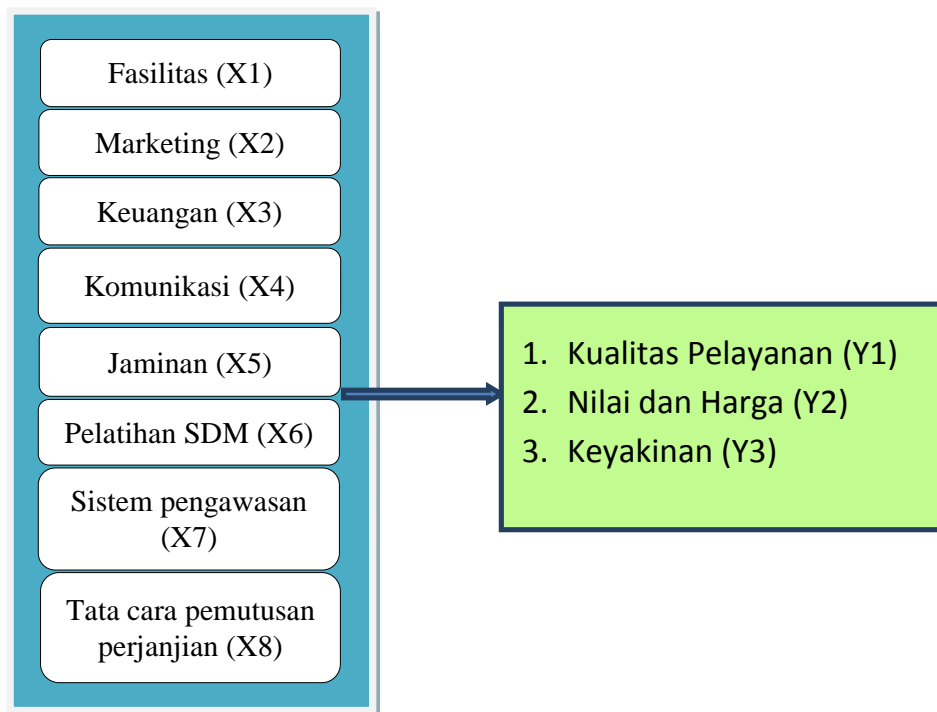 Fasilitas (X1)
Marketing (X2)
Keuangan (X3)
Komunikasi (X4)
Jaminan (X5)
Pelatihan SDM (X6)
Sistem pengawasan
(X7)
Tata cara pemutusan
perjanjian (X8)
1. Kualitas Pelayanan (Y1)
2. Nilai dan Harga (Y2)
3. Keyakinan (Y3)